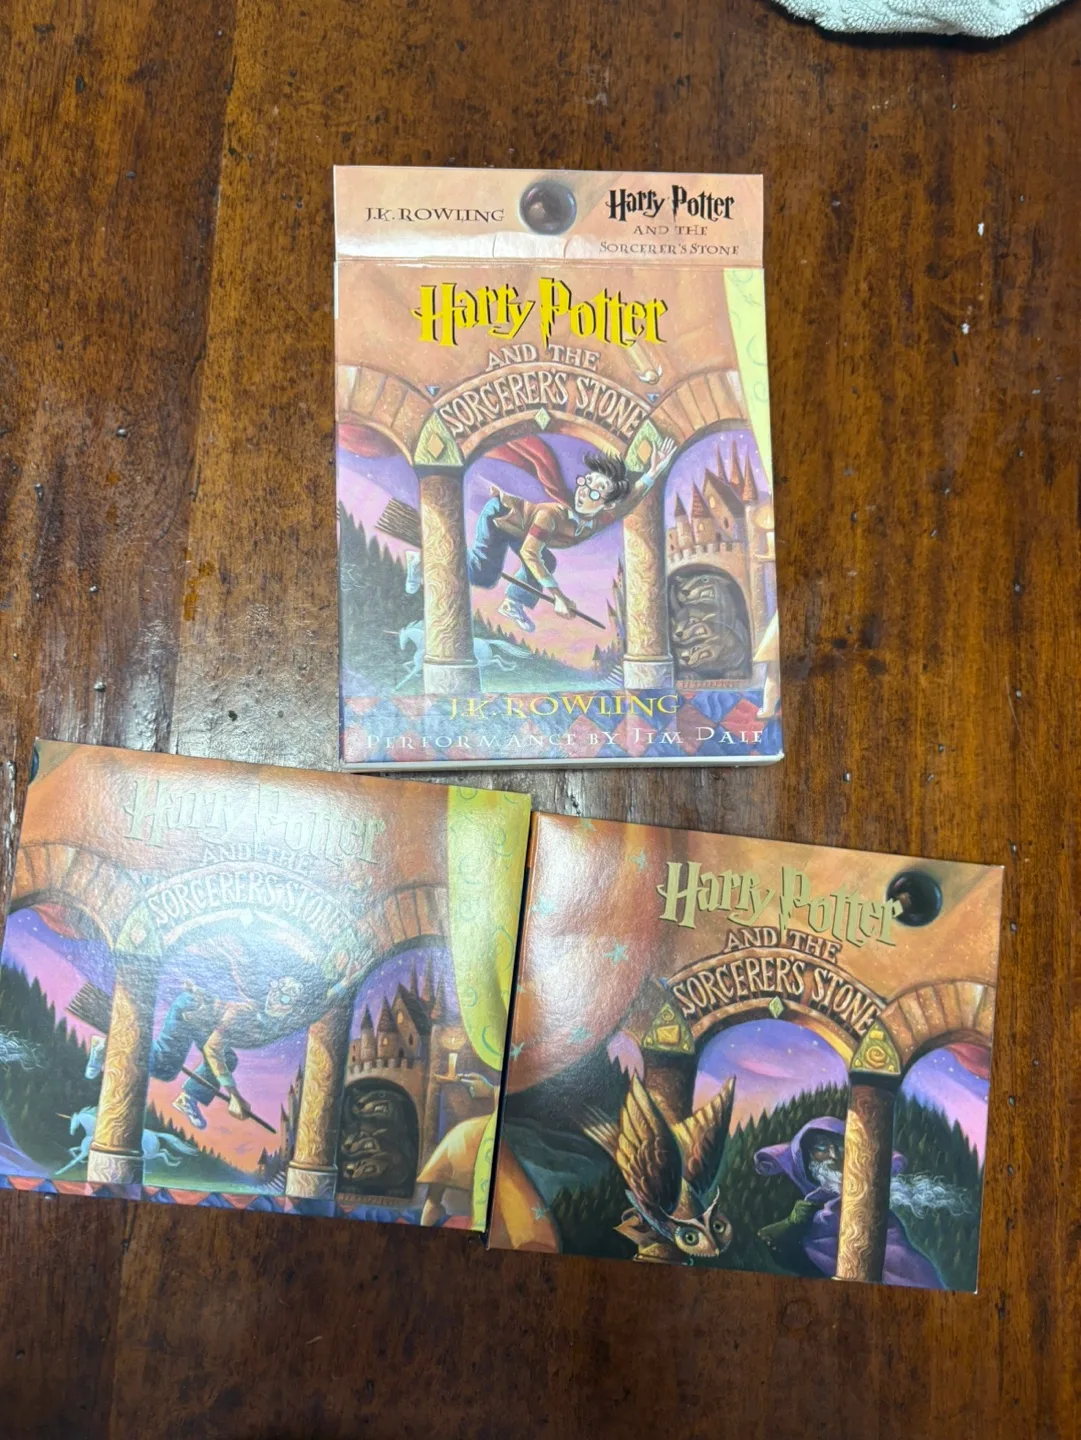 J.K. ROWLING
Harry Potter
AND THE
SORCERER'S STONE
Harry Potter
AND THE
SORCERER'S STONE
J.K. ROWLING
PERFORMANCE BY JIM DALE
Harry Potter
AND THE
SORCERER'S STONE
Harry Potter
AND THE
SORCERER'S STONE